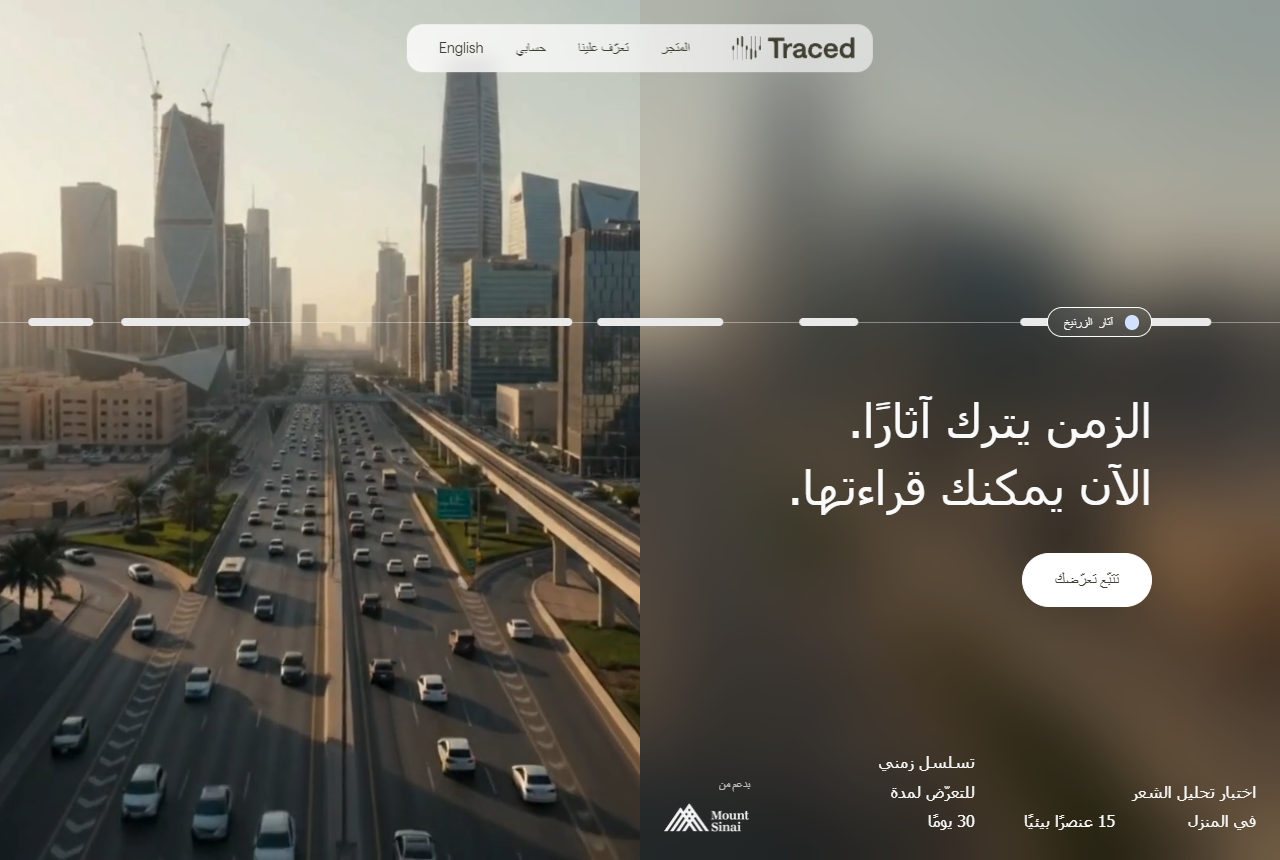 Traced
المتجر
تعرّف علينا
حسابي
English
آثار الزرنيخ
الزمن يترك آثارًا.
الآن يمكنك قراءتها.
تتبّع تعرّضك
اختبار تحليل الشعر
في المنزل
15 عنصرًا بيئيًا
تسلسل زمني
للتعرّض لمدة
30 يومًا
بدعم من
Mount
Sinai